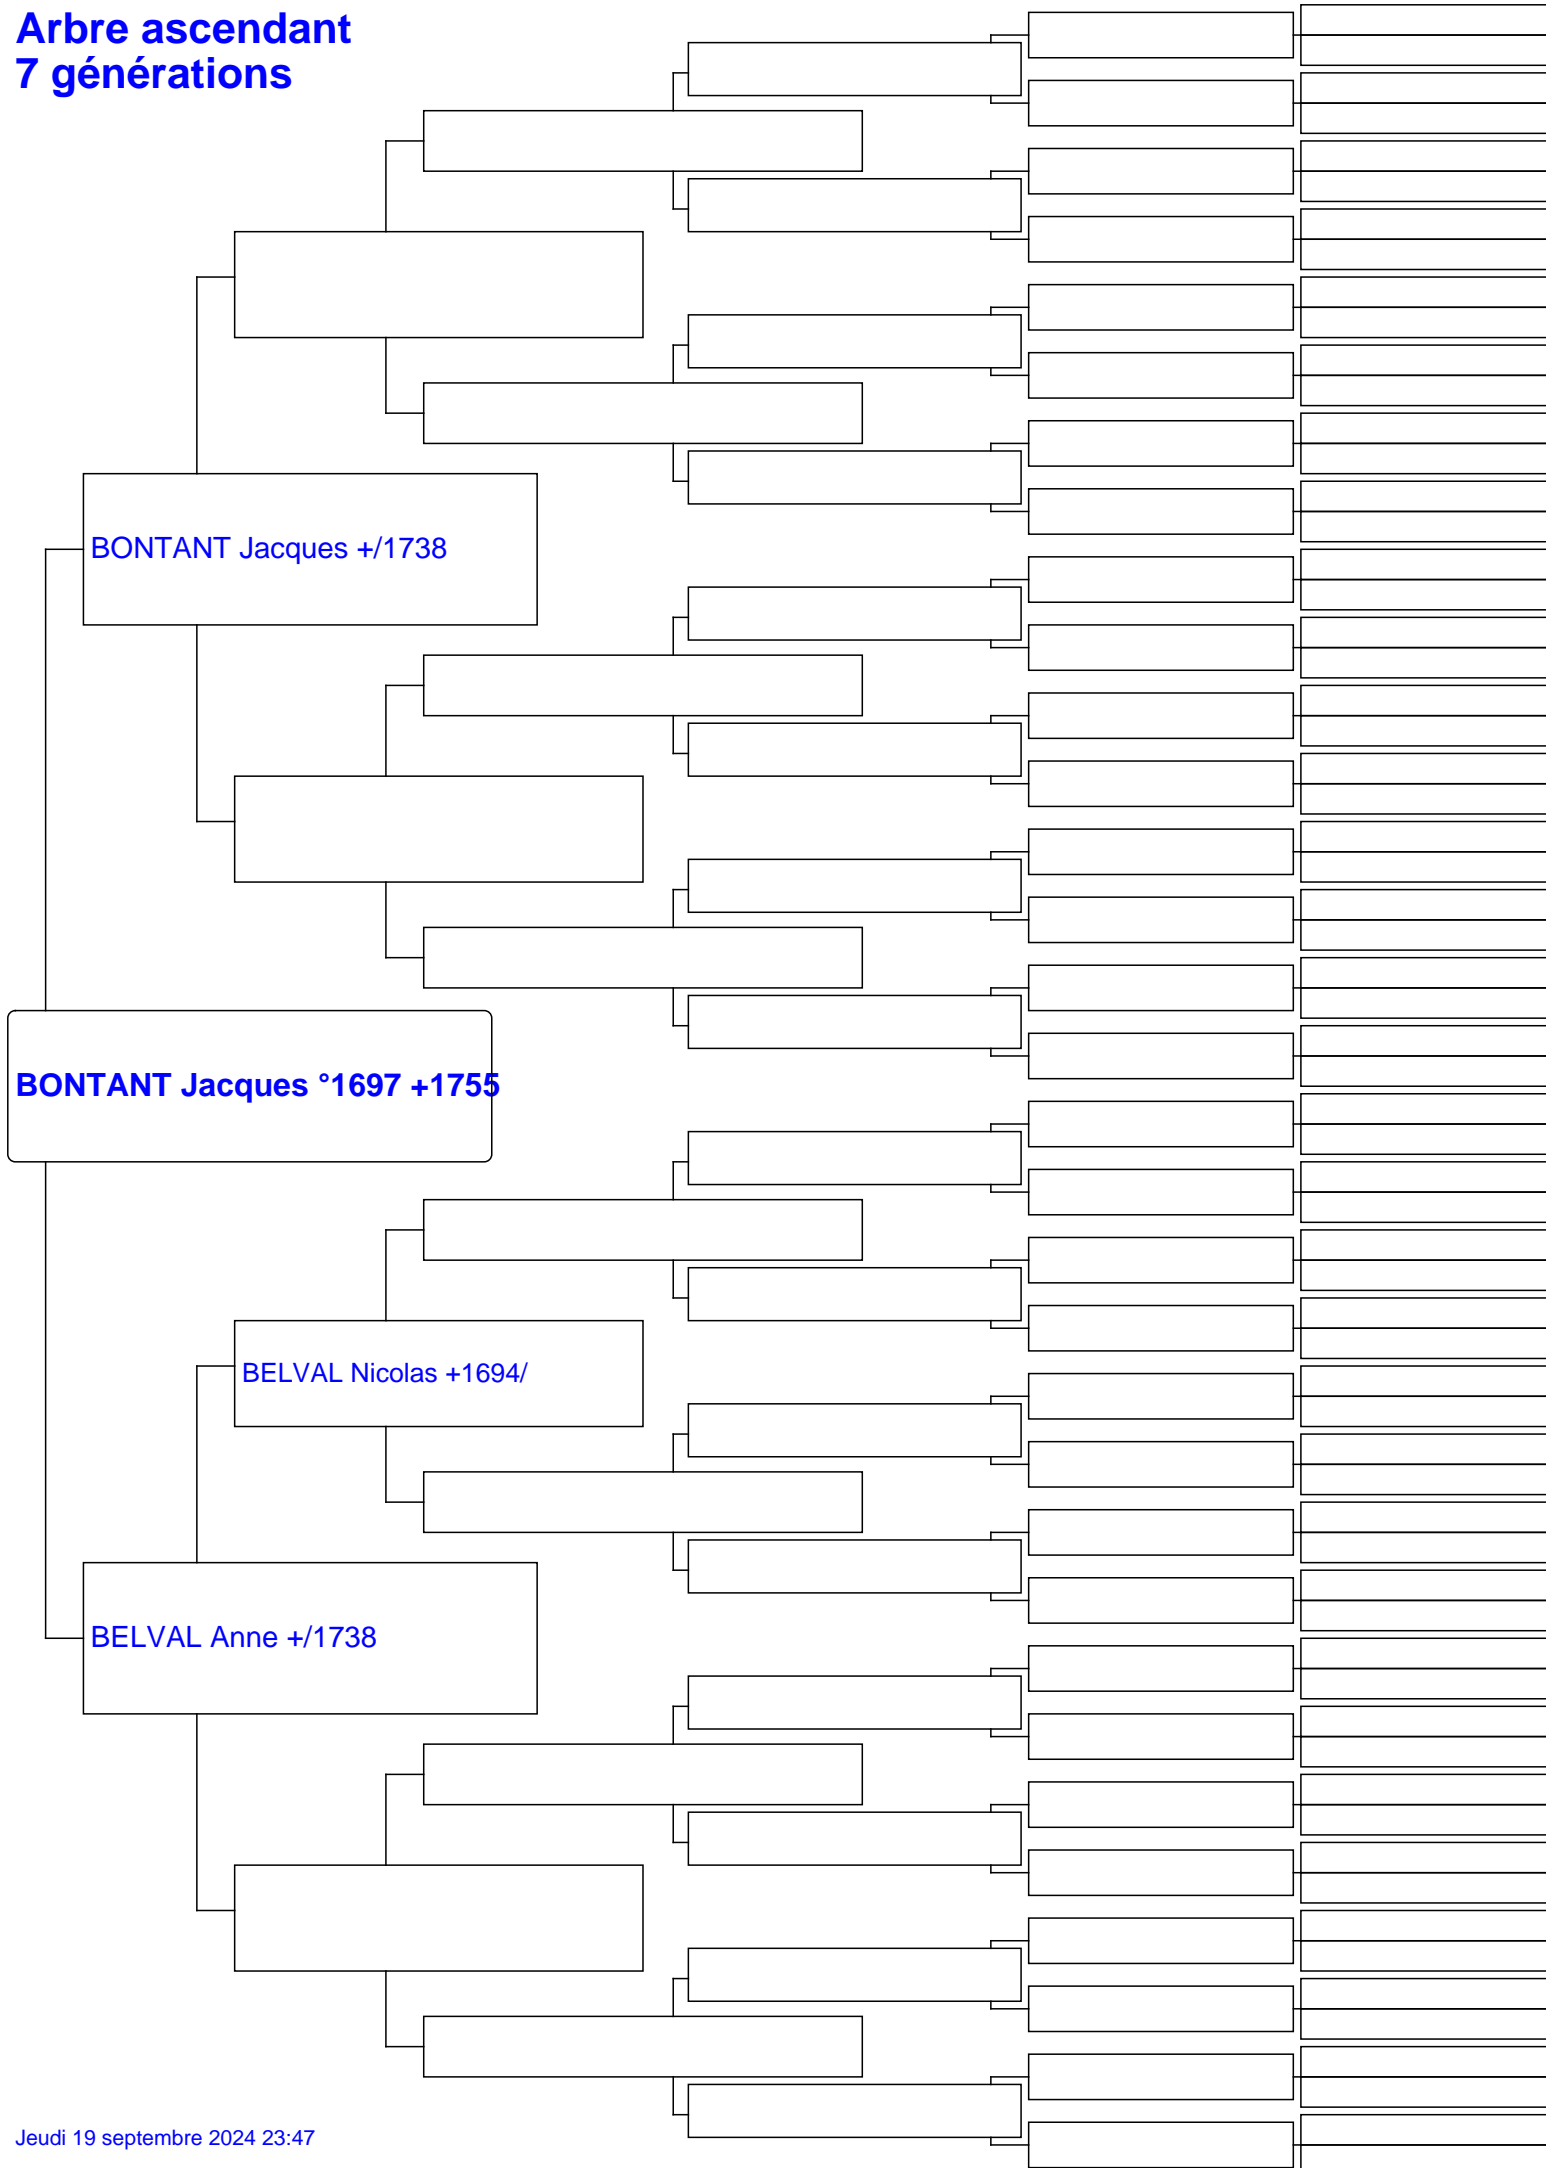 Arbre ascendant
7 générations
BONTANT Jacques +/1738
BONTANT Jacques °1697 +1755
BELVAL Nicolas +1694/
BELVAL Anne +/1738
Jeudi 19 septembre 2024 23:47